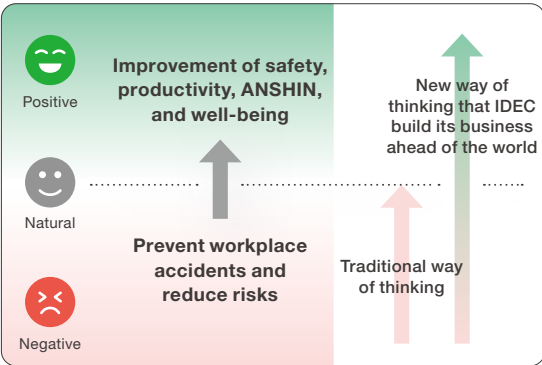 Positive
Improvement of safety,
productivity, ANSHIN,
and well-being
New way of
thinking that IDEC
build its business
ahead of the world
Natural
Prevent workplace
accidents and
reduce risks
Traditional way
of thinking
Negative